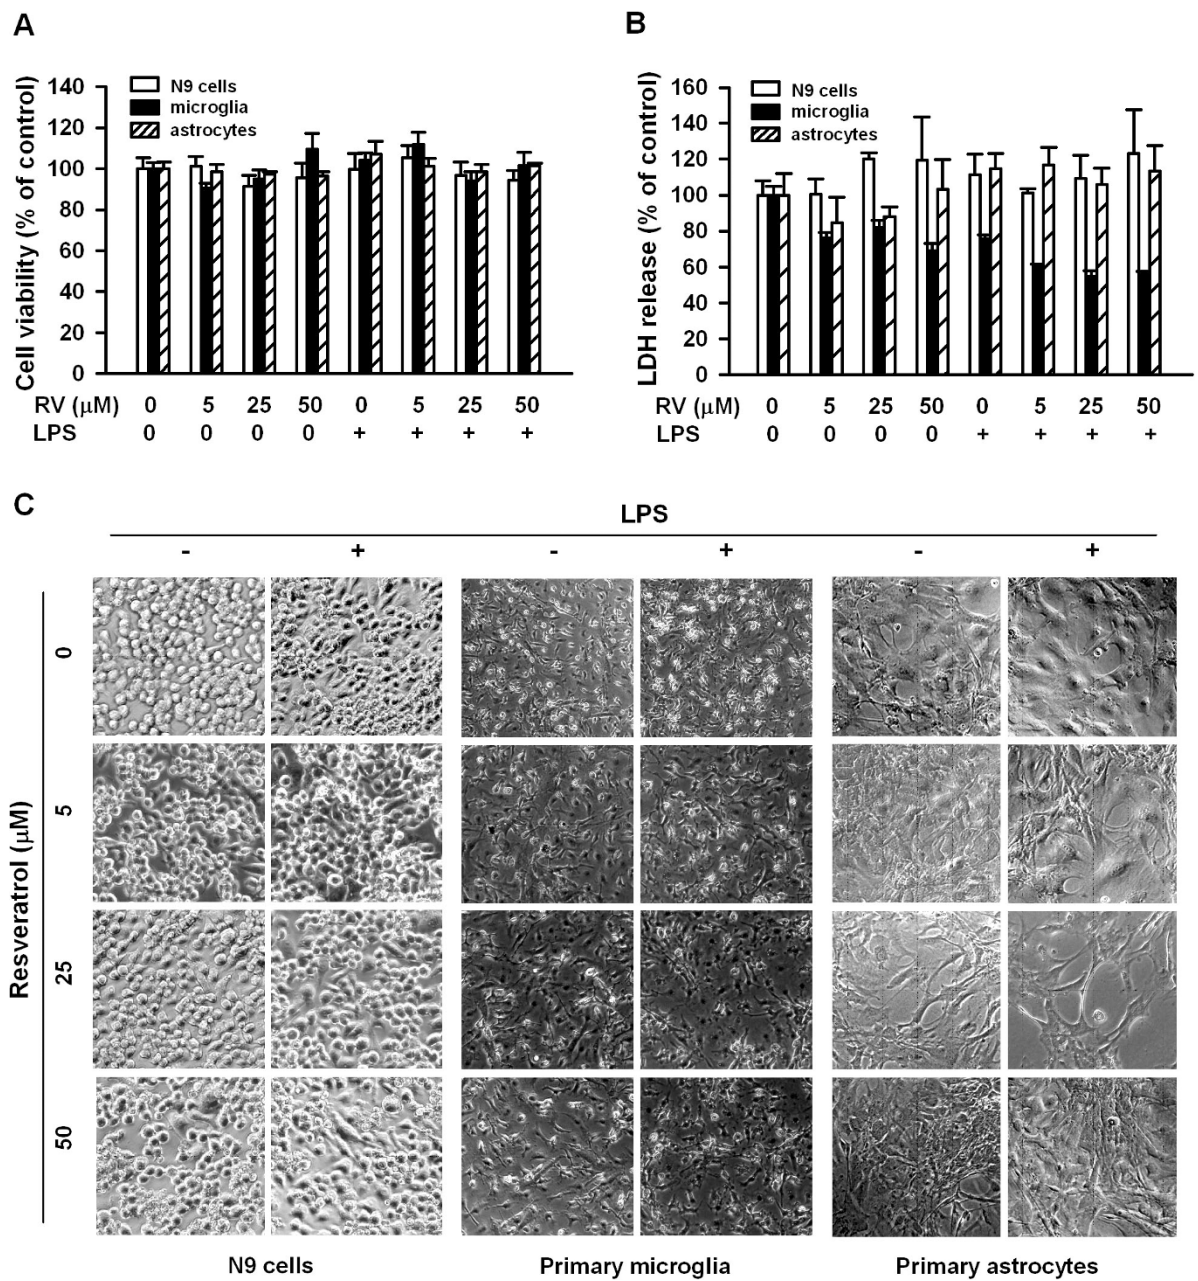 A
Cell viability (% of control)
140
120
100
80
60
40
20
0
N9 cells
microglia
astrocytes
RV (μM) 0 5 25 50 0 5 25 50
LPS 0 0 0 0 + + + +
B
LDH release (% of control)
160
140
120
100
80
60
40
20
0
N9 cells
microglia
astrocytes
RV (μM) 0 5 25 50 0 5 25 50
LPS 0 0 0 0 + + + +
C
LPS
- + - + - +
Resveratrol (μM)
0
5
25
50
N9 cells Primary microglia Primary astrocytes